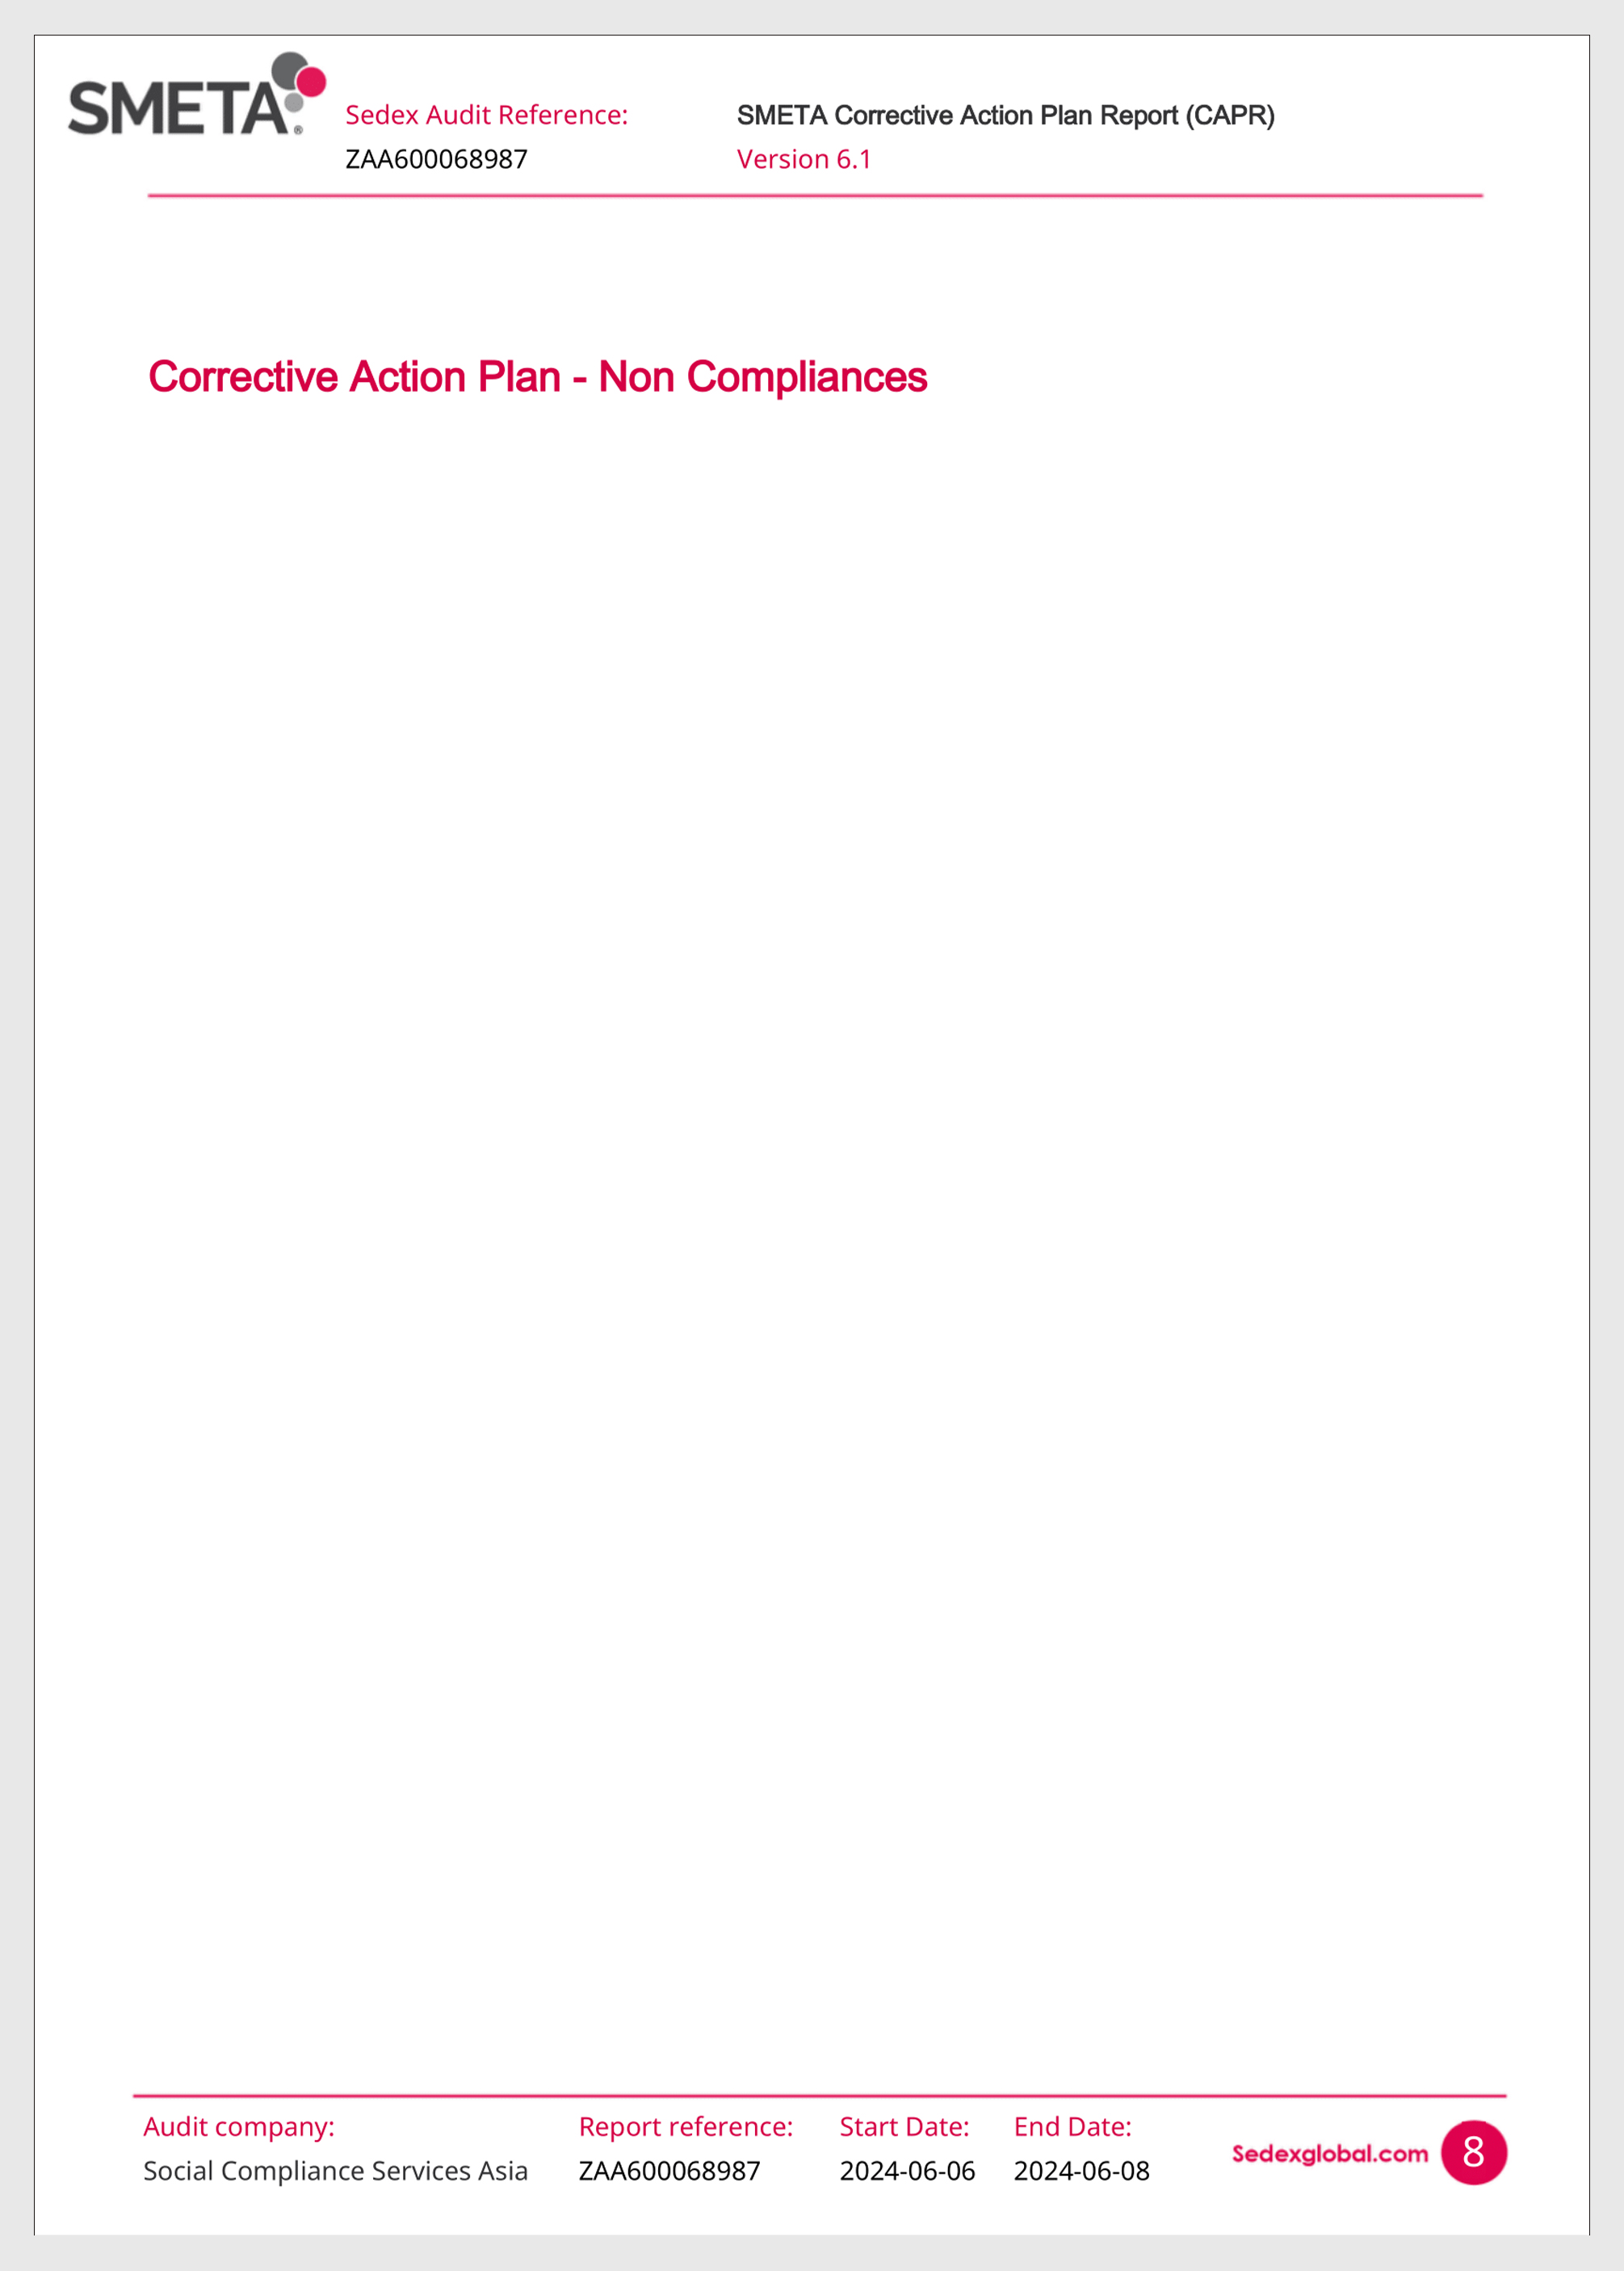 SMETA®
Sedex Audit Reference:
SMETA Corrective Action Plan Report (CAPR)
ZAA600068987
Version 6.1
Corrective Action Plan - Non Compliances
Audit company:
Report reference:
Start Date:
End Date:
Social Compliance Services Asia
ZAA600068987
2024-06-06
2024-06-08
Sedexglobal.com
8